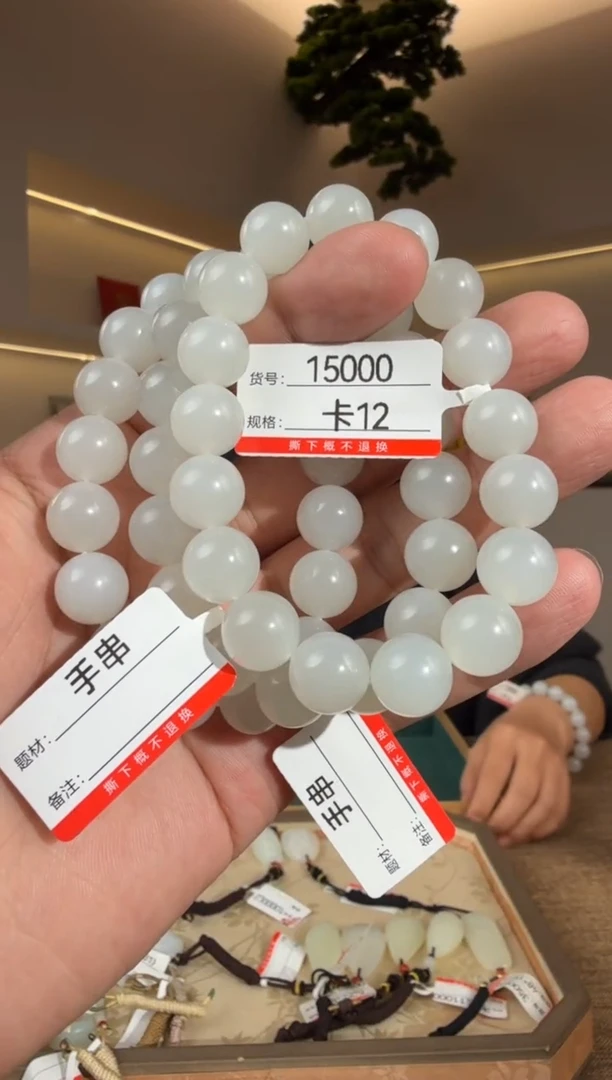 货号: 15000
规格: 卡12
撕下概不退换
题材: 手串
备注:
撕下概不退换
题材: 手串
备注:
撕下概不退换